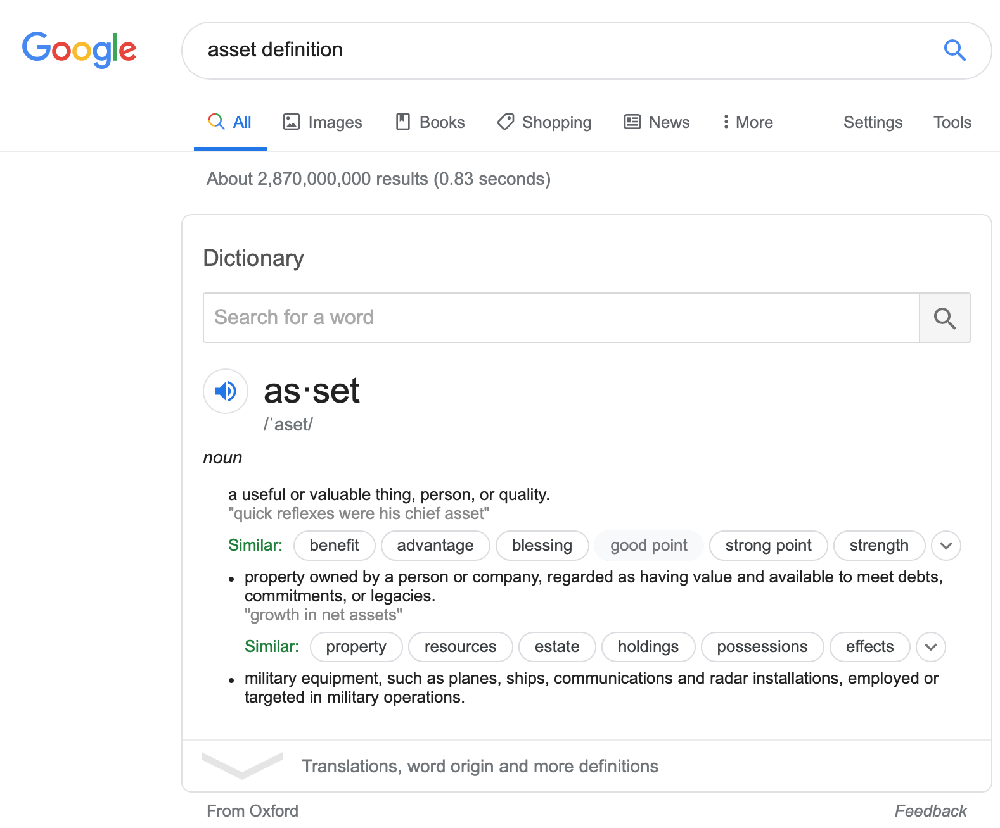 Google
asset definition
All Images Books Shopping News More Settings Tools
About 2,870,000,000 results (0.83 seconds)
Dictionary
Search for a word
as·set
/ˈaset/
noun
a useful or valuable thing, person, or quality.
"quick reflexes were his chief asset"
Similar: benefit advantage blessing good point strong point strength
• property owned by a person or company, regarded as having value and available to meet debts,
commitments, or legacies.
"growth in net assets"
Similar: property resources estate holdings possessions effects
• military equipment, such as planes, ships, communications and radar installations, employed or
targeted in military operations.
Translations, word origin and more definitions
From Oxford Feedback